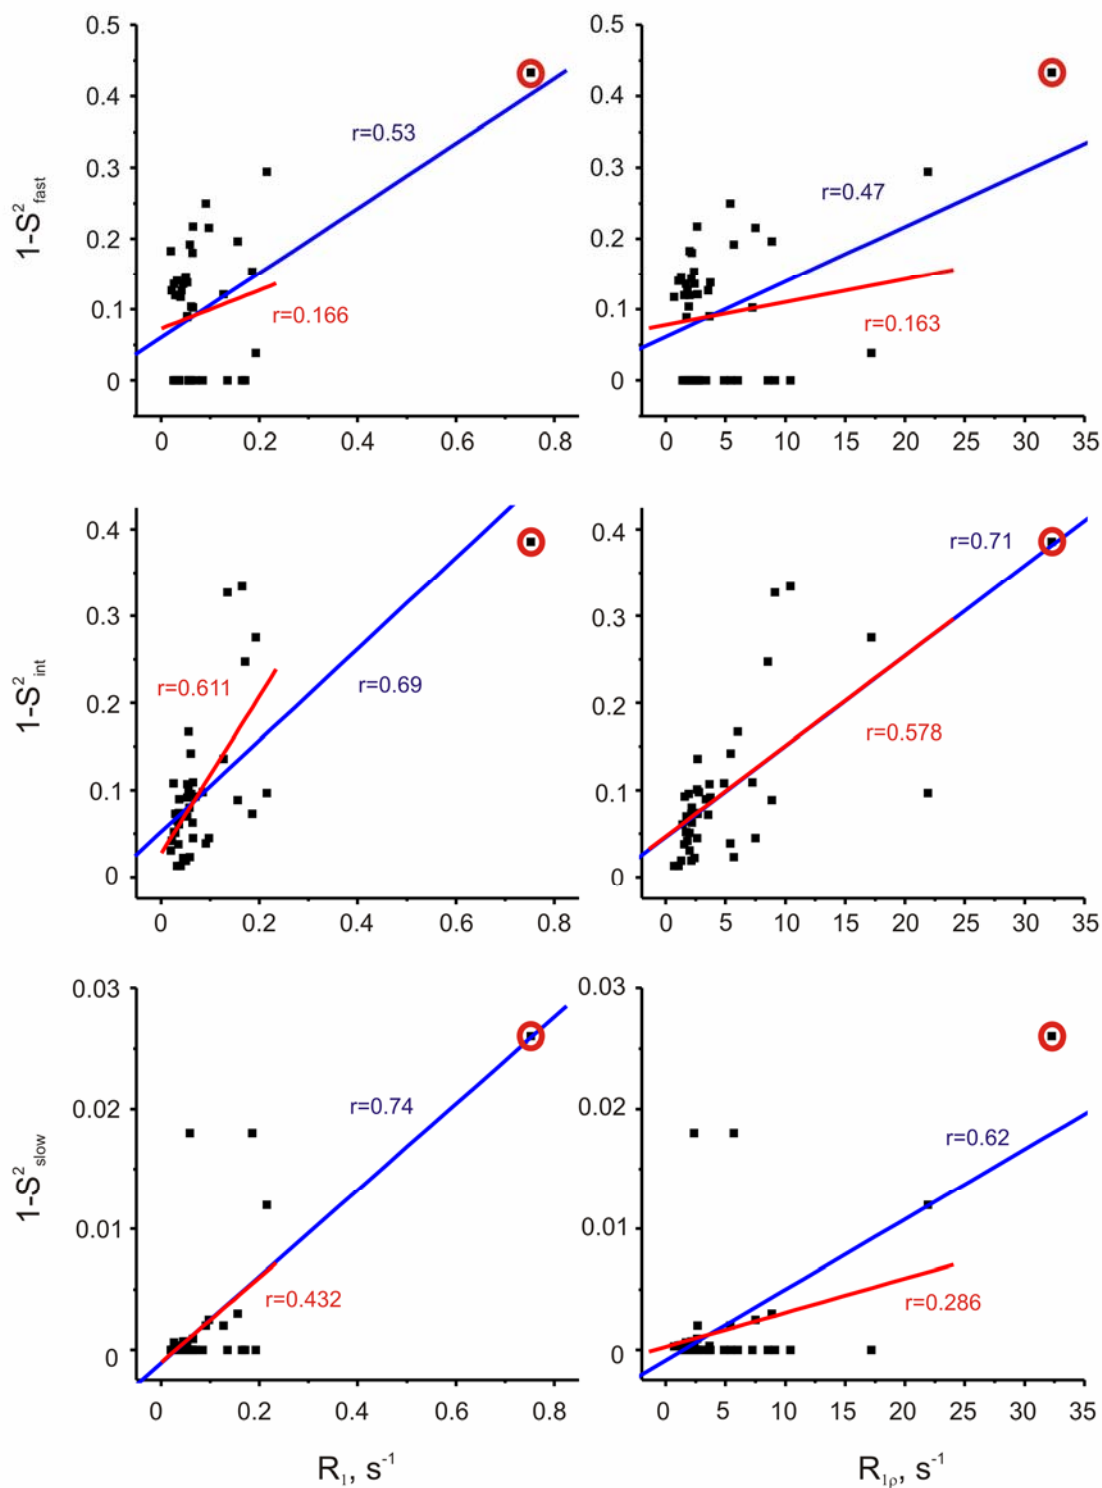 0.5
0.4
0.3
0.2
0.1
0
1-S²fast
r=0.53
r=0.166
0 0.2 0.4 0.6 0.8
0.5
0.4
0.3
0.2
0.1
0
r=0.47
r=0.163
0 5 10 15 20 25 30 35
0.4
0.3
0.2
0.1
0
1-S²int
r=0.611
r=0.69
0 0.2 0.4 0.6 0.8
0.4
0.3
0.2
0.1
0
r=0.71
r=0.578
0 5 10 15 20 25 30 35
0.03
0.02
0.01
0
1-S²slow
r=0.74
r=0.432
0 0.2 0.4 0.6 0.8
R₁, s⁻¹
0.03
0.02
0.01
0
r=0.62
r=0.286
0 5 10 15 20 25 30 35
R₁ρ, s⁻¹